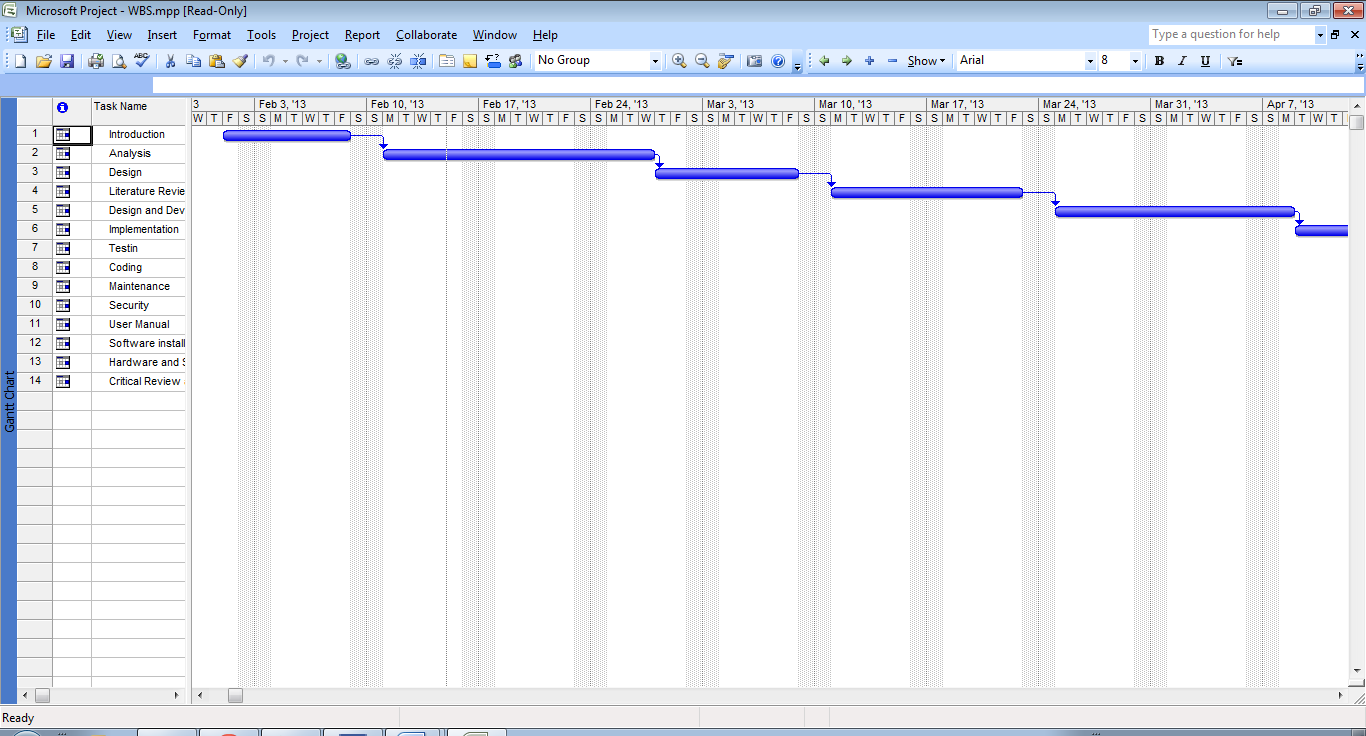 Microsoft Project - WBS.mpp [Read-Only]
File Edit View Insert Format Tools Project Report Collaborate Window Help
Type a question for help
No Group
Show
Arial
8
B I U
Task Name
3 Feb 3, '13 Feb 10, '13 Feb 17, '13 Feb 24, '13 Mar 3, '13 Mar 10, '13 Mar 17, '13 Mar 24, '13 Mar 31, '13 Apr 7, '13
W T F S S M T W T F S S M T W T F S S M T W T F S S M T W T F S S M T W T F S S M T W T F S S M T W T F S S M T W T F S S M T W T F S S M T W T
1 Introduction
2 Analysis
3 Design
4 Literature Revie
5 Design and Dev
6 Implementation
7 Testin
8 Coding
9 Maintenance
10 Security
11 User Manual
12 Software install
13 Hardware and S
14 Critical Review
Gantt Chart
Ready